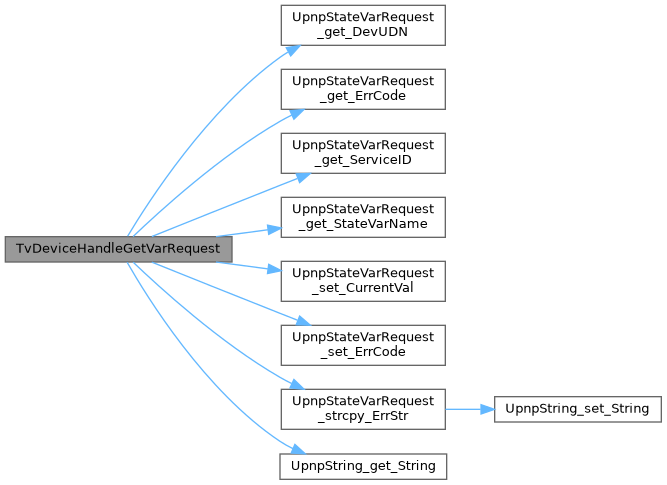 UpnpStateVarRequest
_get_DevUDN
UpnpStateVarRequest
_get_ErrCode
UpnpStateVarRequest
_get_ServiceID
UpnpStateVarRequest
_get_StateVarName
TvDeviceHandleGetVarRequest
UpnpStateVarRequest
_set_CurrentVal
UpnpStateVarRequest
_set_ErrCode
UpnpStateVarRequest
_strcpy_ErrStr
UpnpString_set_String
UpnpString_get_String